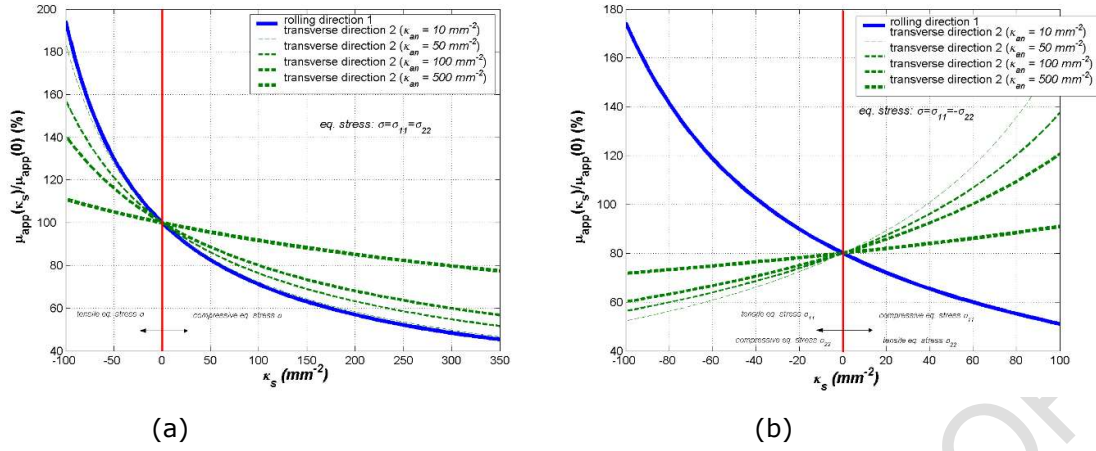 (a)
rolling direction 1
transverse direction 2 (κan = 10 mm-2)
transverse direction 2 (κan = 50 mm-2)
transverse direction 2 (κan = 100 mm-2)
transverse direction 2 (κan = 500 mm-2)
eq. stress: σ=σ11=σ22
μapp(κs)/μapp(0) (%)
200
180
160
140
120
100
80
60
40
tensile eq. stress σ
compressive eq. stress σ
-100 -50 0 50 100 150 200 250 300 350
κs (mm-2)
(b)
rolling direction 1
transverse direction 2 (κan = 10 mm-2)
transverse direction 2 (κan = 50 mm-2)
transverse direction 2 (κan = 100 mm-2)
transverse direction 2 (κan = 500 mm-2)
eq. stress: σ=σ11=-σ22
μapp(κs)/μapp(0) (%)
180
160
140
120
100
80
60
40
tensile eq. stress σ11
compressive eq. stress σ11
compressive eq. stress σ22
tensile eq. stress σ22
-100 -80 -60 -40 -20 0 20 40 60 80 100
κs (mm-2)
(a)
(b)